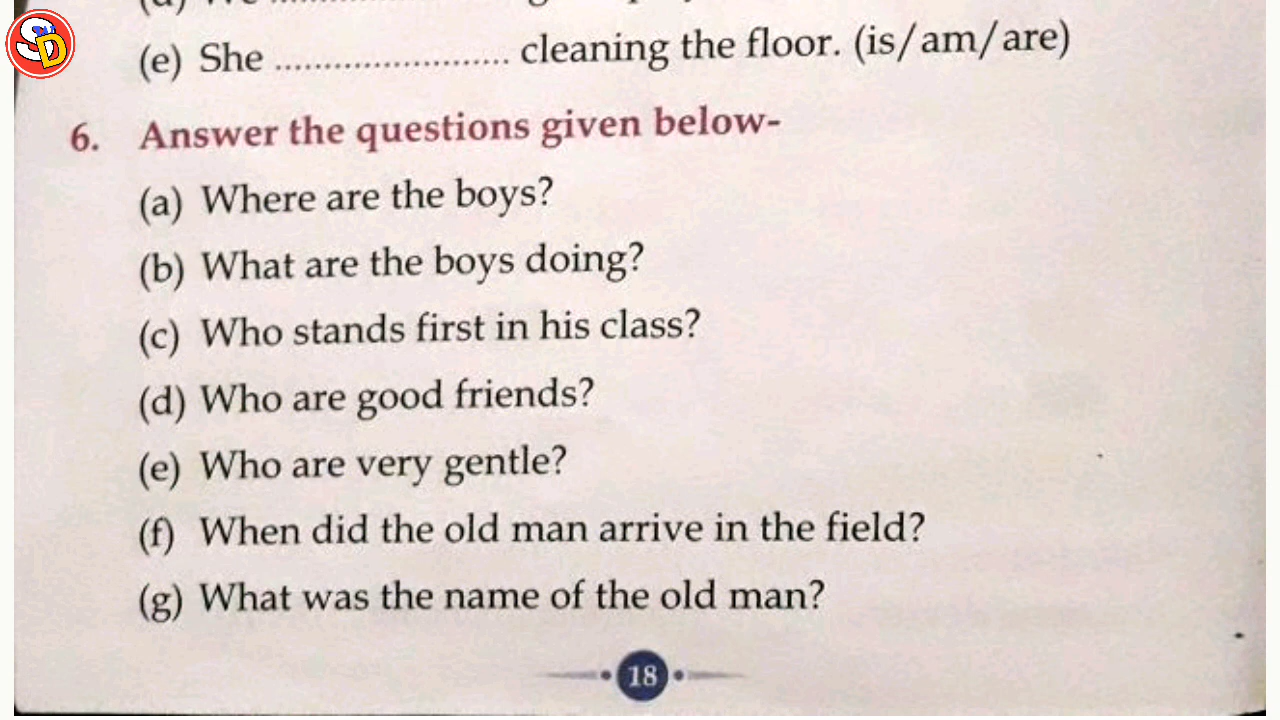 SD
(e) She ........................ cleaning the floor. (is/am/are)
6. Answer the questions given below-
(a) Where are the boys?
(b) What are the boys doing?
(c) Who stands first in his class?
(d) Who are good friends?
(e) Who are very gentle?
(f) When did the old man arrive in the field?
(g) What was the name of the old man?
18